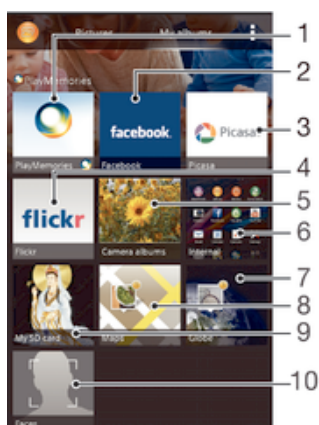 Pictures
My albums
PlayMemories
facebook.
Picasa
PlayMemories
Facebook
Picasa
flickr
Flickr
Camera albums
Internal
My SD card
Maps
Globe
Faces
1
2
3
4
5
6
7
8
9
10